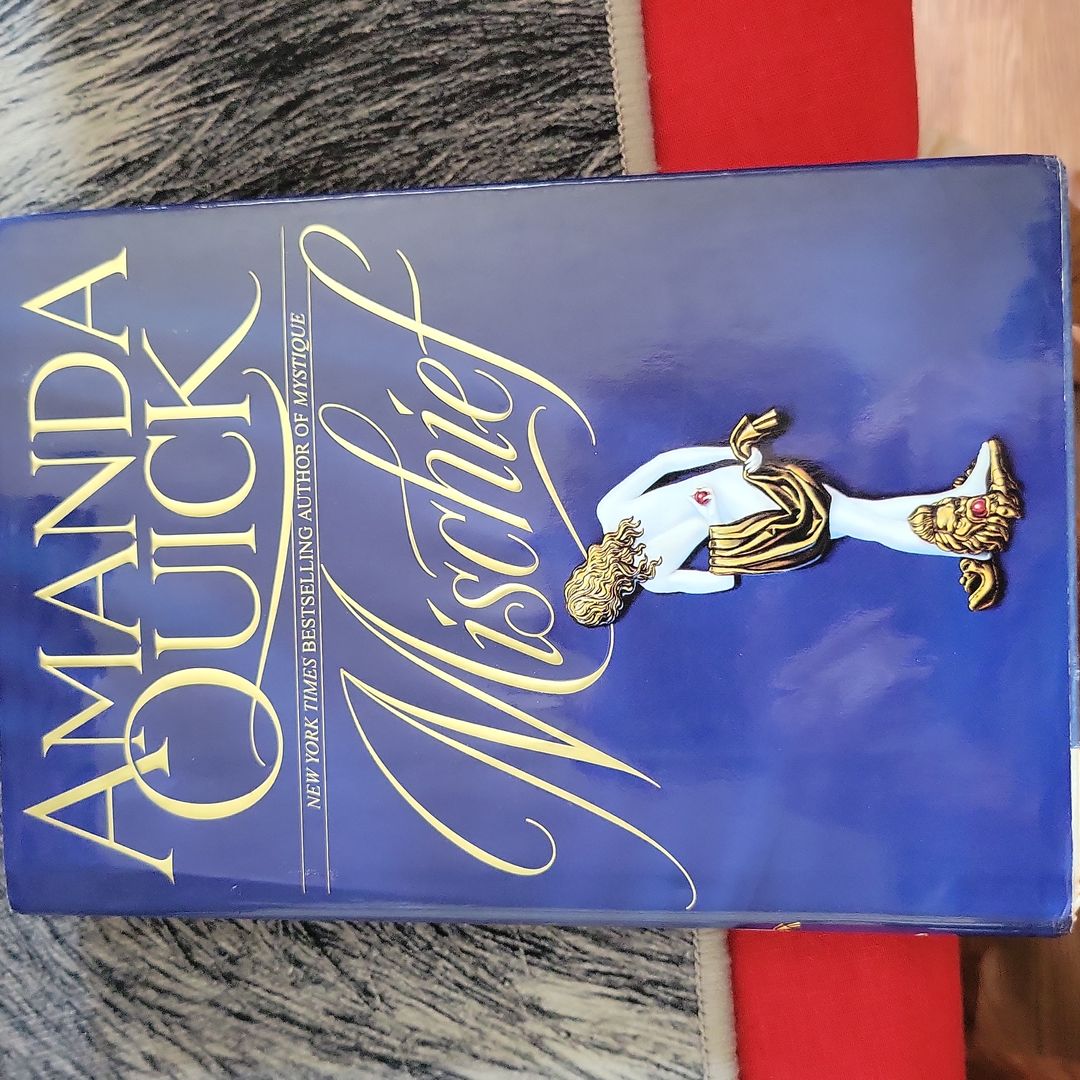 AMANDA
QUICK
NEW YORK TIMES BESTSELLING AUTHOR OF MYSTIQUE
Mischief